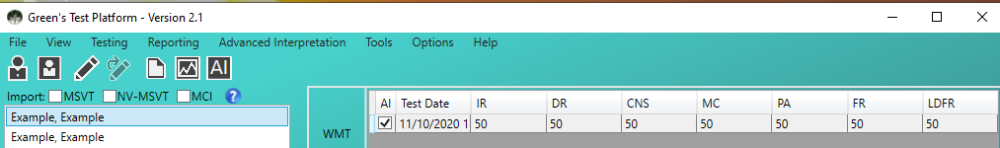 Green's Test Platform - Version 2.1
File View Testing Reporting Advanced Interpretation Tools Options Help
AI
Import: MSVT NV-MSVT MCI ?
AI Test Date IR DR CNS MC PA FR LDFR
Example, Example
WMT 11/10/2020 1 50 50 50 50 50 50 50
Example, Example